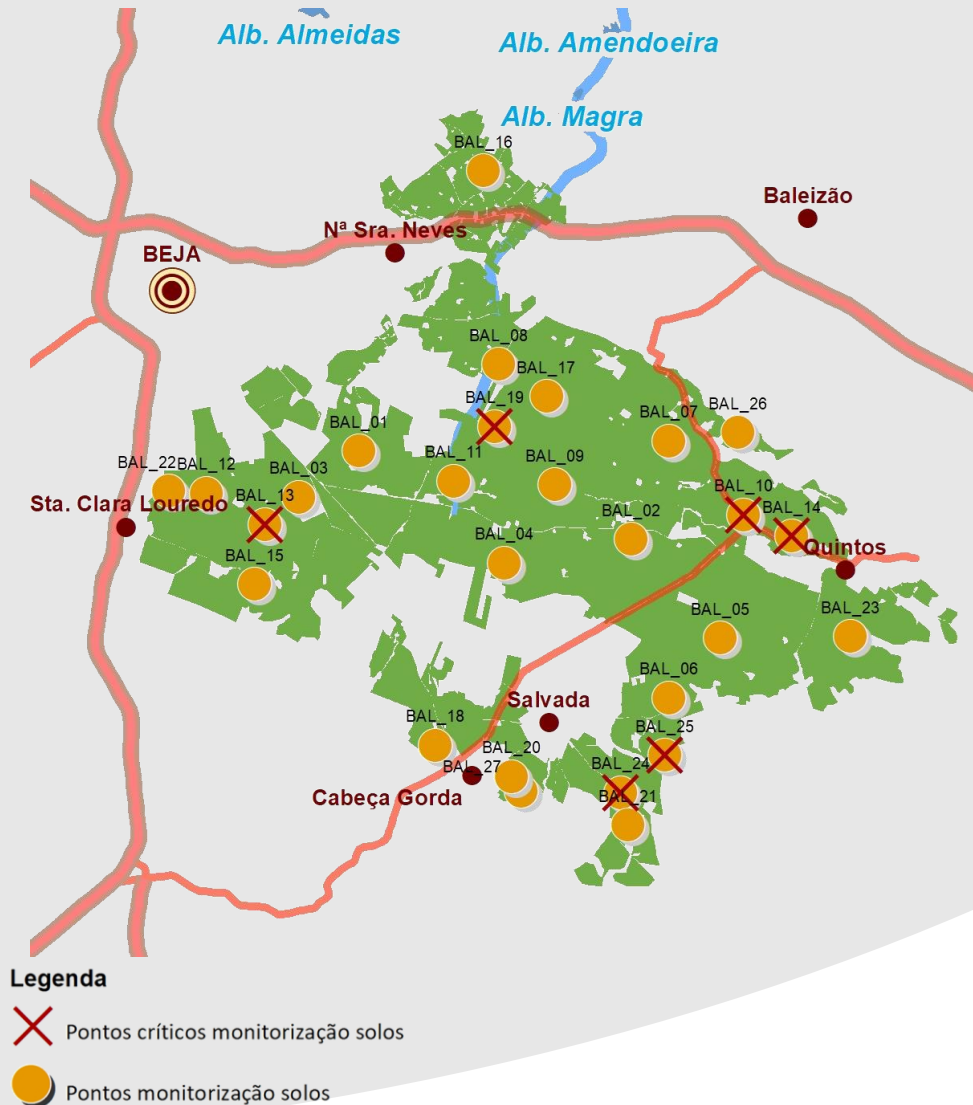 Alb. Almeidas
Alb. Amendoeira
Alb. Magra
BAL_16
Baleizão
Nª Sra. Neves
BEJA
BAL_08
BAL_17
BAL_19
BAL_07
BAL_26
BAL_01
BAL_11
BAL_09
BAL_22
BAL_12
BAL_03
BAL_13
BAL_10
BAL_14
Sta. Clara Louredo
BAL_02
BAL_04
Quintos
BAL_15
BAL_05
BAL_23
BAL_06
Salvada
BAL_18
BAL_25
BAL_20
BAL_27
BAL_24
Cabeça Gorda
BAL_21
Legenda
Pontos críticos monitorização solos
Pontos monitorização solos